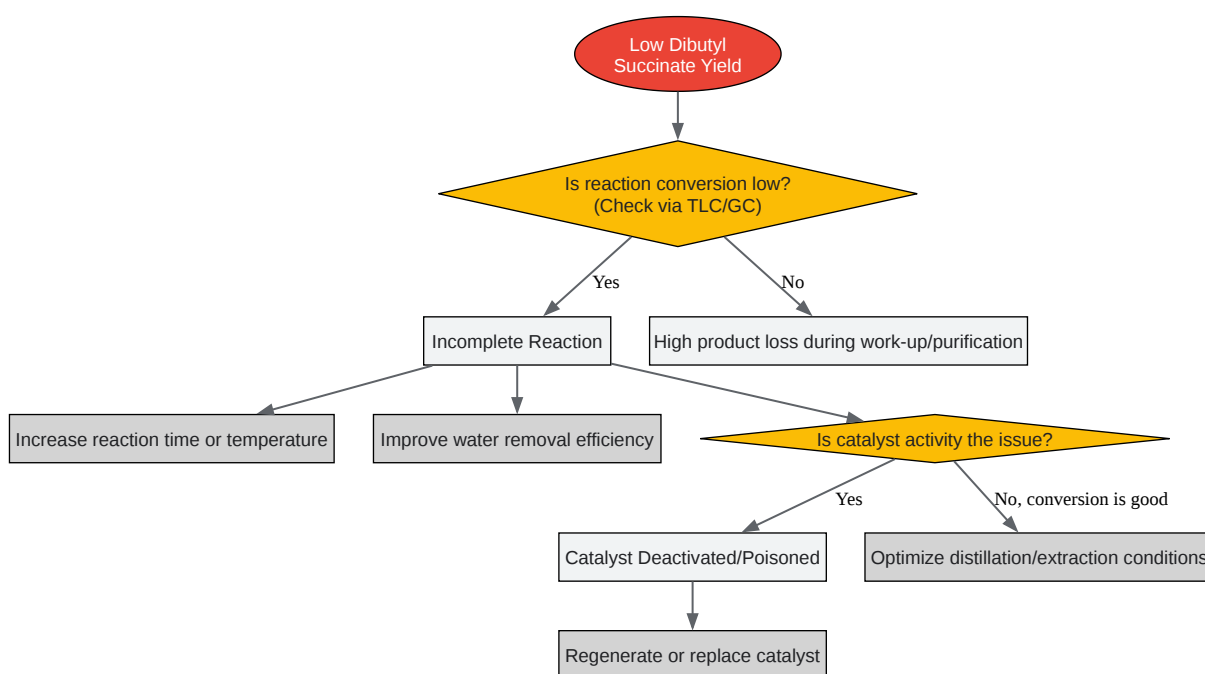 Low Dibutyl
Succinate Yield
Is reaction conversion low?
(Check via TLC/GC)
Yes
No
Incomplete Reaction
High product loss during work-up/purification
Increase reaction time or temperature
Improve water removal efficiency
Is catalyst activity the issue?
Yes
No, conversion is good
Catalyst Deactivated/Poisoned
Optimize distillation/extraction conditions
Regenerate or replace catalyst